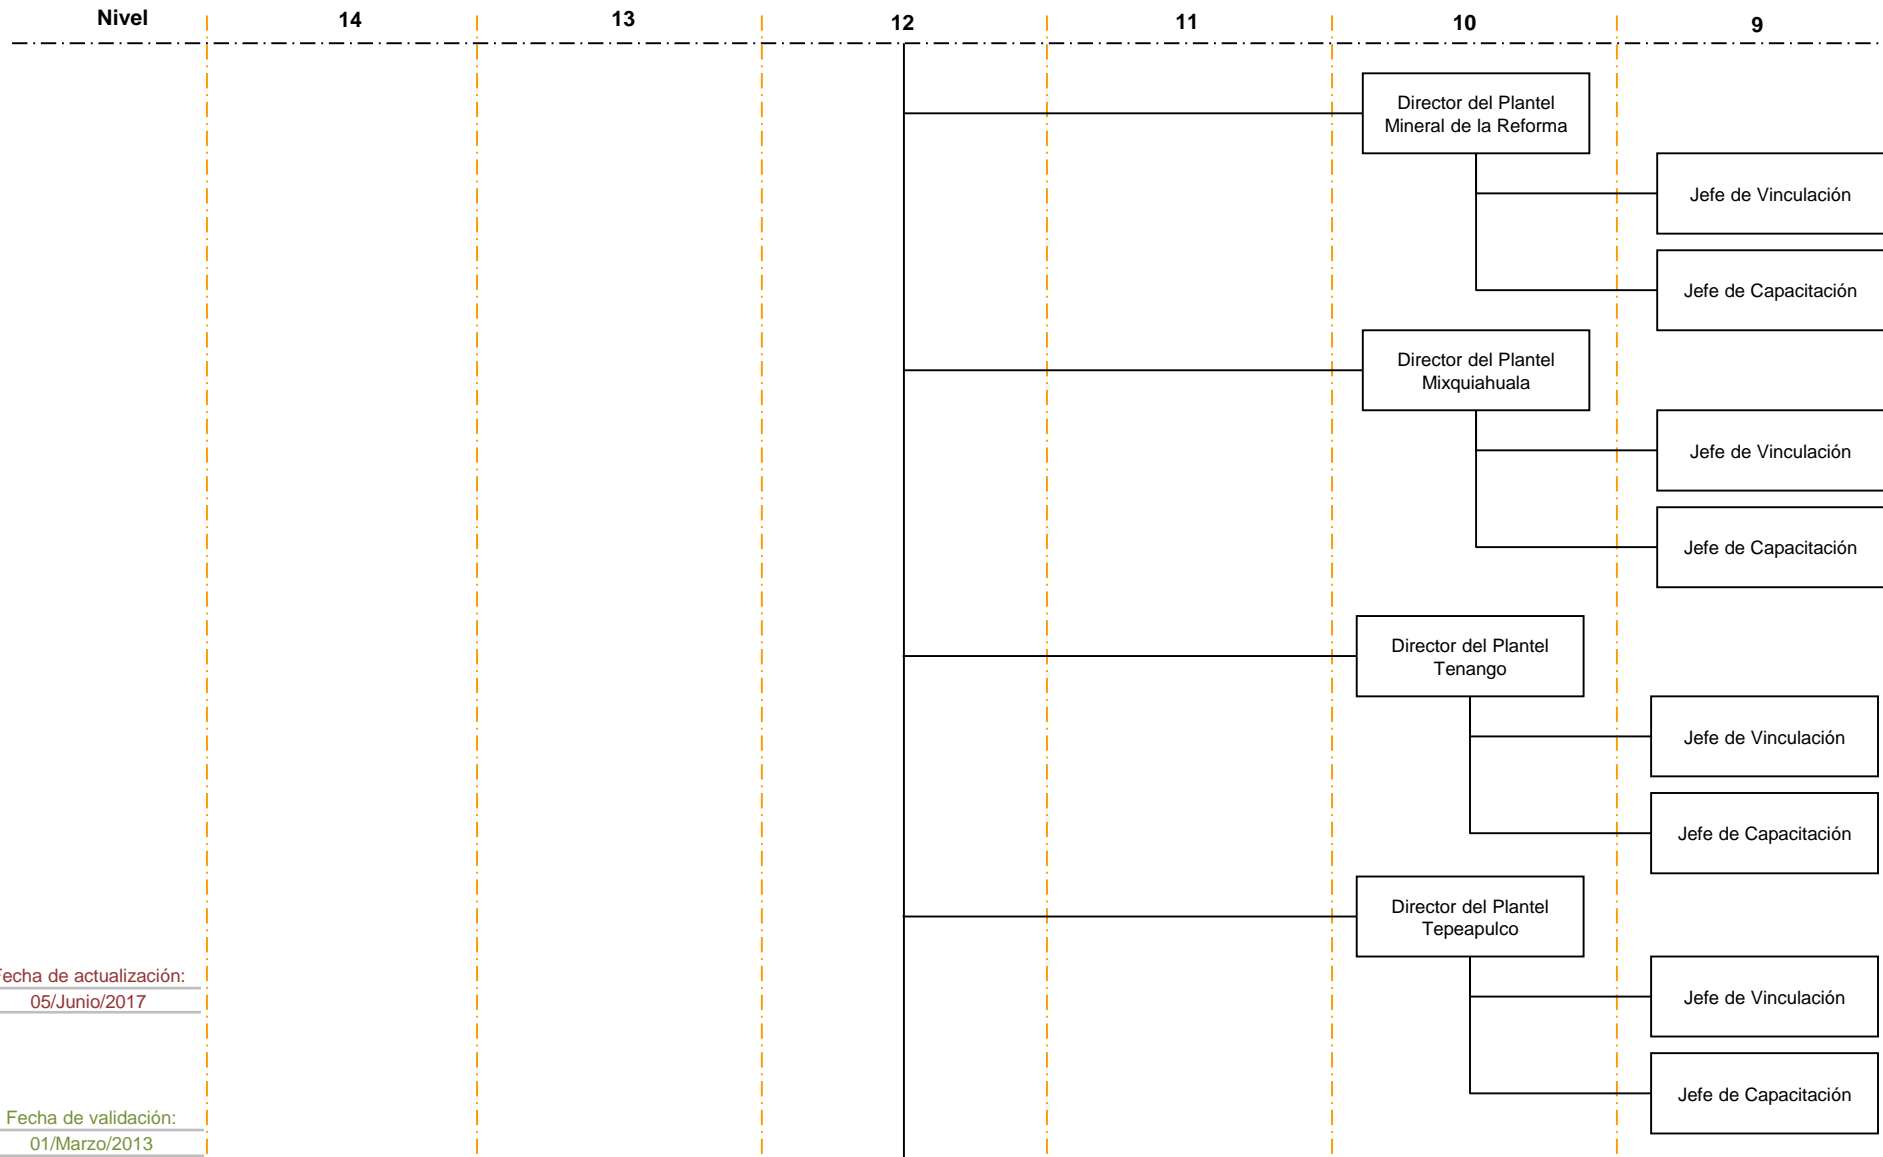 Nivel 14 13 12 11 10 9
Director del Plantel
Mineral de la Reforma
Jefe de Vinculación
Jefe de Capacitación
Director del Plantel
Mixquiahuala
Jefe de Vinculación
Jefe de Capacitación
Director del Plantel
Tenango
Jefe de Vinculación
Jefe de Capacitación
Director del Plantel
Tepeapulco
Jefe de Vinculación
Jefe de Capacitación
Fecha de actualización:
05/Junio/2017
Fecha de validación:
01/Marzo/2013